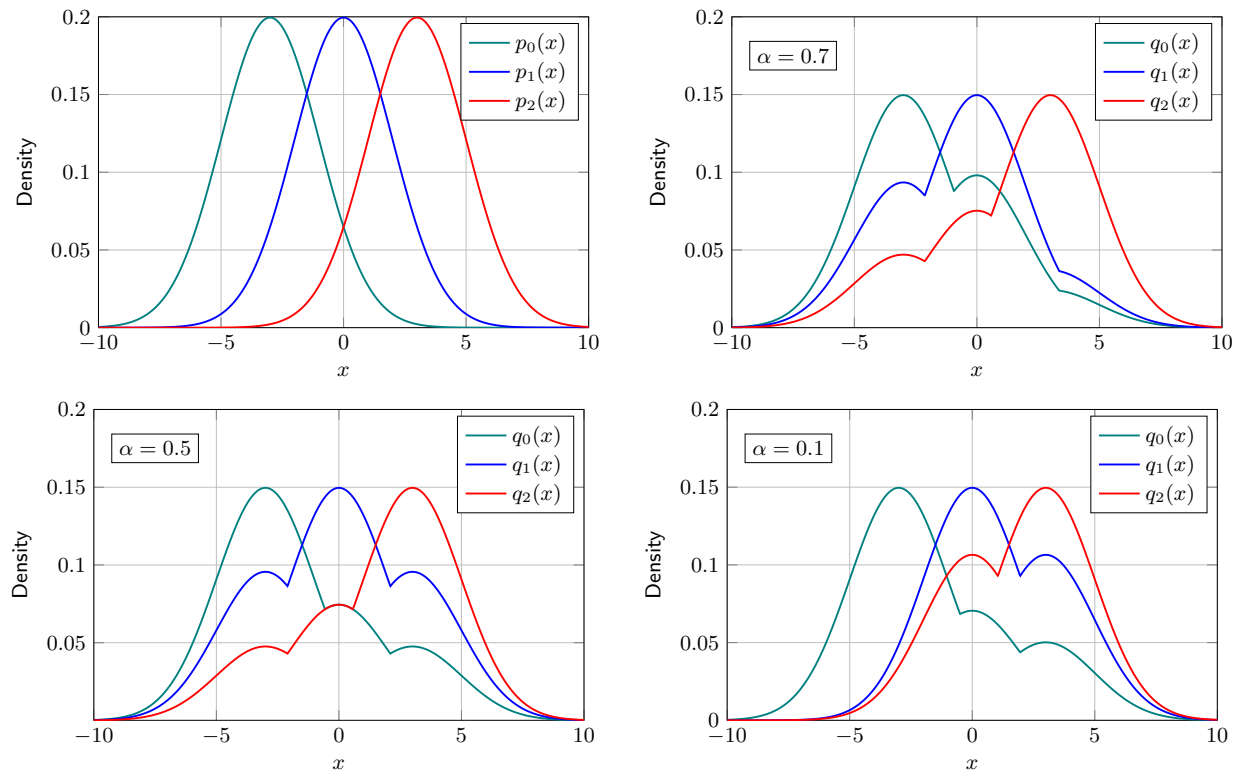 0.2
0.15
0.1
0.05
0
−10
−5
0
5
10
x
Density
p₀(x)
p₁(x)
p₂(x)
0.2
0.15
0.1
0.05
0
−10
−5
0
5
10
x
Density
α = 0.7
q₀(x)
q₁(x)
q₂(x)
0.2
0.15
0.1
0.05
0
−10
−5
0
5
10
x
Density
α = 0.5
q₀(x)
q₁(x)
q₂(x)
0.2
0.15
0.1
0.05
0
−10
−5
0
5
10
x
Density
α = 0.1
q₀(x)
q₁(x)
q₂(x)